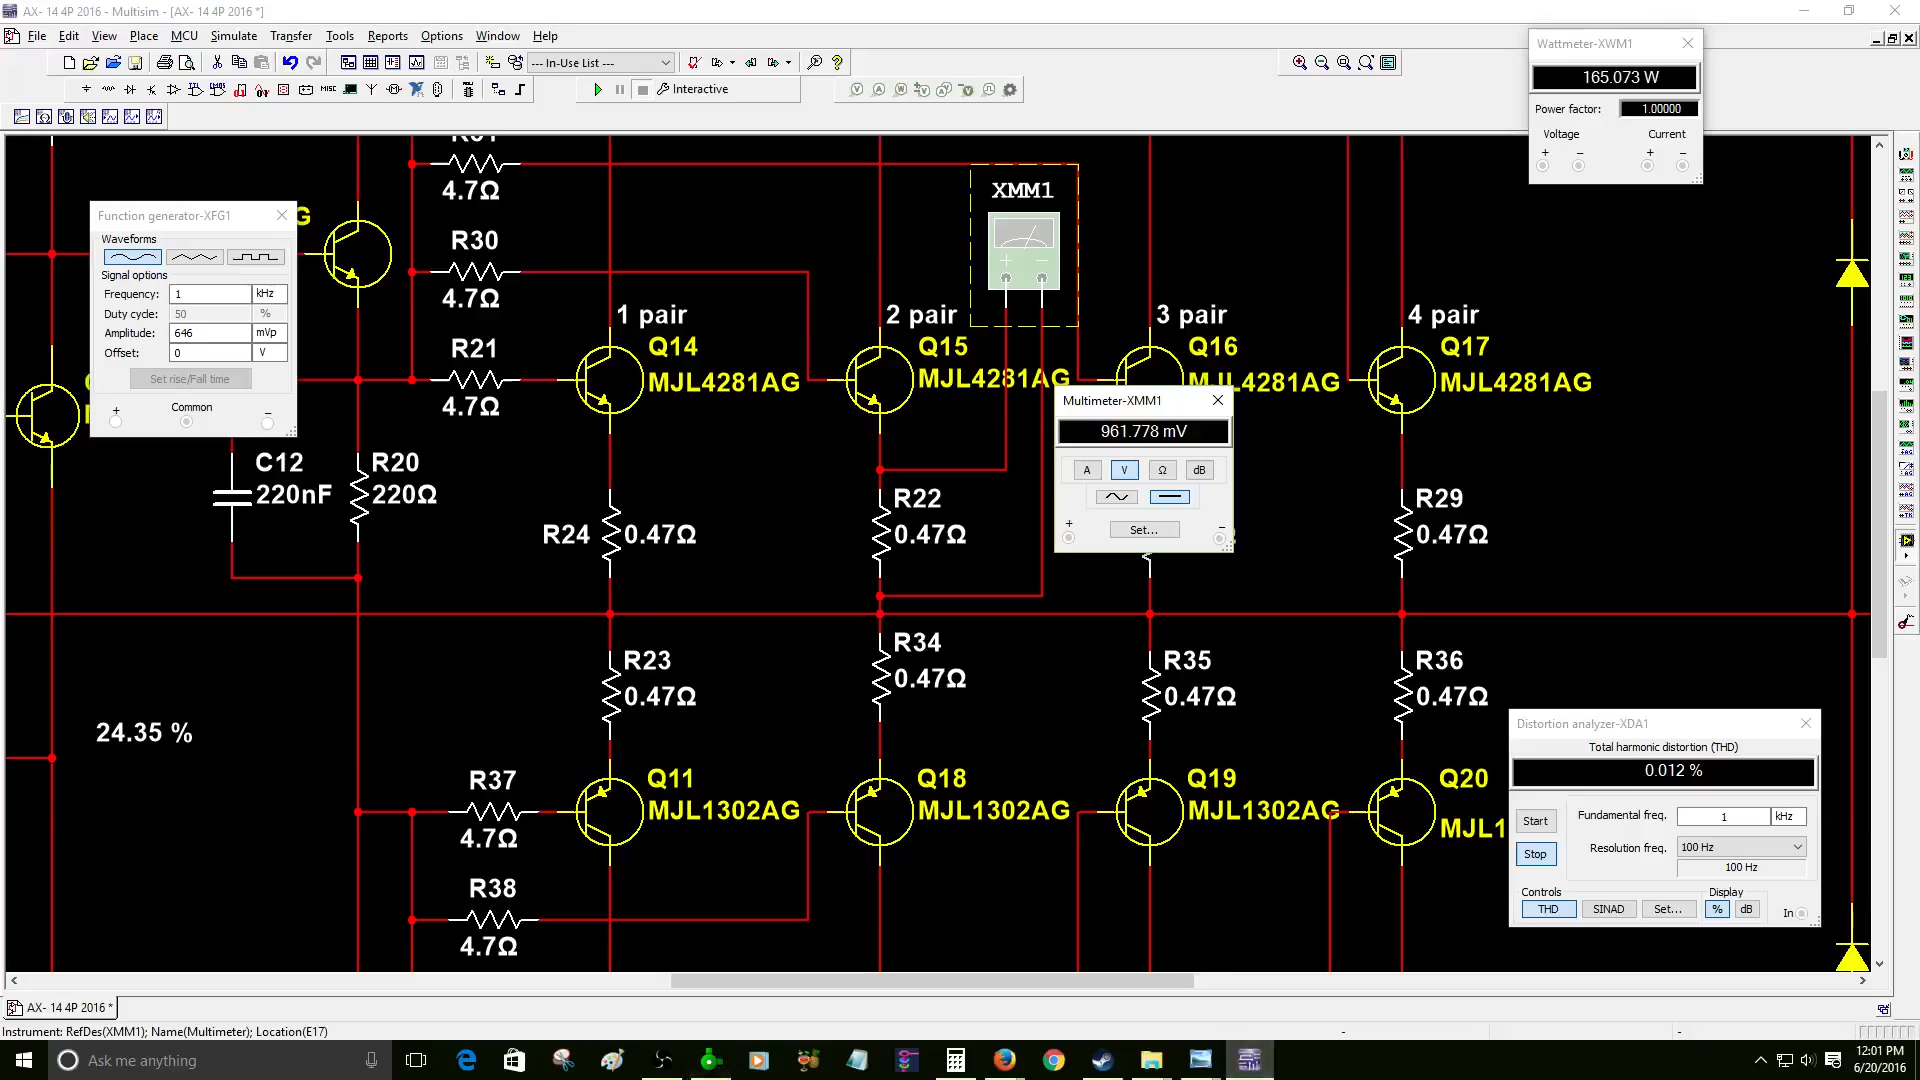 AX- 14 4P 2016 - Multisim - [AX- 14 4P 2016 *]
File Edit View Place MCU Simulate Transfer Tools Reports Options Window Help
--- In-Use List ---
MISC
Interactive
Wattmeter-XWM1
165.073 W
Power factor: 1.00000
Voltage Current
+ - + -
4.7Ω
XMM1
Function generator-XFG1
G
Waveforms
Signal options
Frequency: 1 kHz
Duty cycle: 50 %
Amplitude: 646 mVp
Offset: 0 V
Set rise/Fall time
+ Common -
R30
4.7Ω
R21
4.7Ω
1 pair
Q14
MJL4281AG
2 pair
Q15
MJL4281AG
3 pair
Q16
MJL4281AG
4 pair
Q17
MJL4281AG
Multimeter-XMM1
961.778 mV
A V Ω dB
+ Set... -
C12
220nF
R20
220Ω
R24 0.47Ω
R22
0.47Ω
R29
0.47Ω
R23
0.47Ω
R34
0.47Ω
R35
0.47Ω
R36
0.47Ω
24.35 %
R37
4.7Ω
Q11
MJL1302AG
Q18
MJL1302AG
Q19
MJL1302AG
Q20
MJL1
R38
4.7Ω
Distortion analyzer-XDA1
Total harmonic distortion (THD)
0.012 %
Start
Stop
Fundamental freq. 1 kHz
Resolution freq. 100 Hz
100 Hz
Controls Display
THD SINAD Set... % dB In
AX- 14 4P 2016 *
Instrument: RefDes(XMM1); Name(Multimeter); Location(E17)
- -
Ask me anything
12:01 PM
6/20/2016